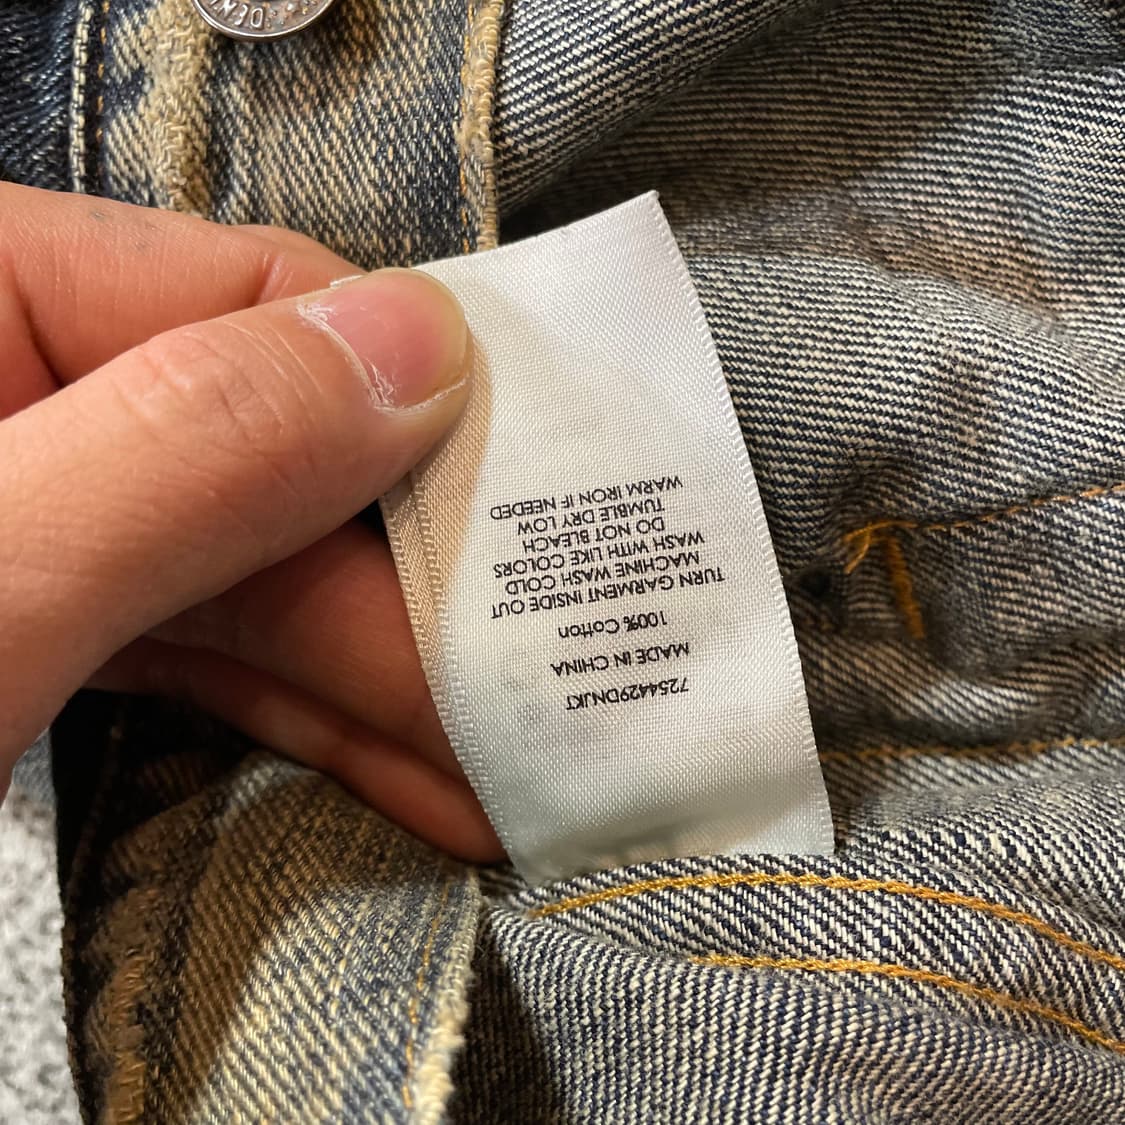 7254429DNJKT
MADE IN CHINA
100% Cotton
TURN GARMENT INSIDE OUT
MACHINE WASH COLD
WASH WITH LIKE COLORS
DO NOT BLEACH
TUMBLE DRY LOW
WARM IRON IF NEEDED